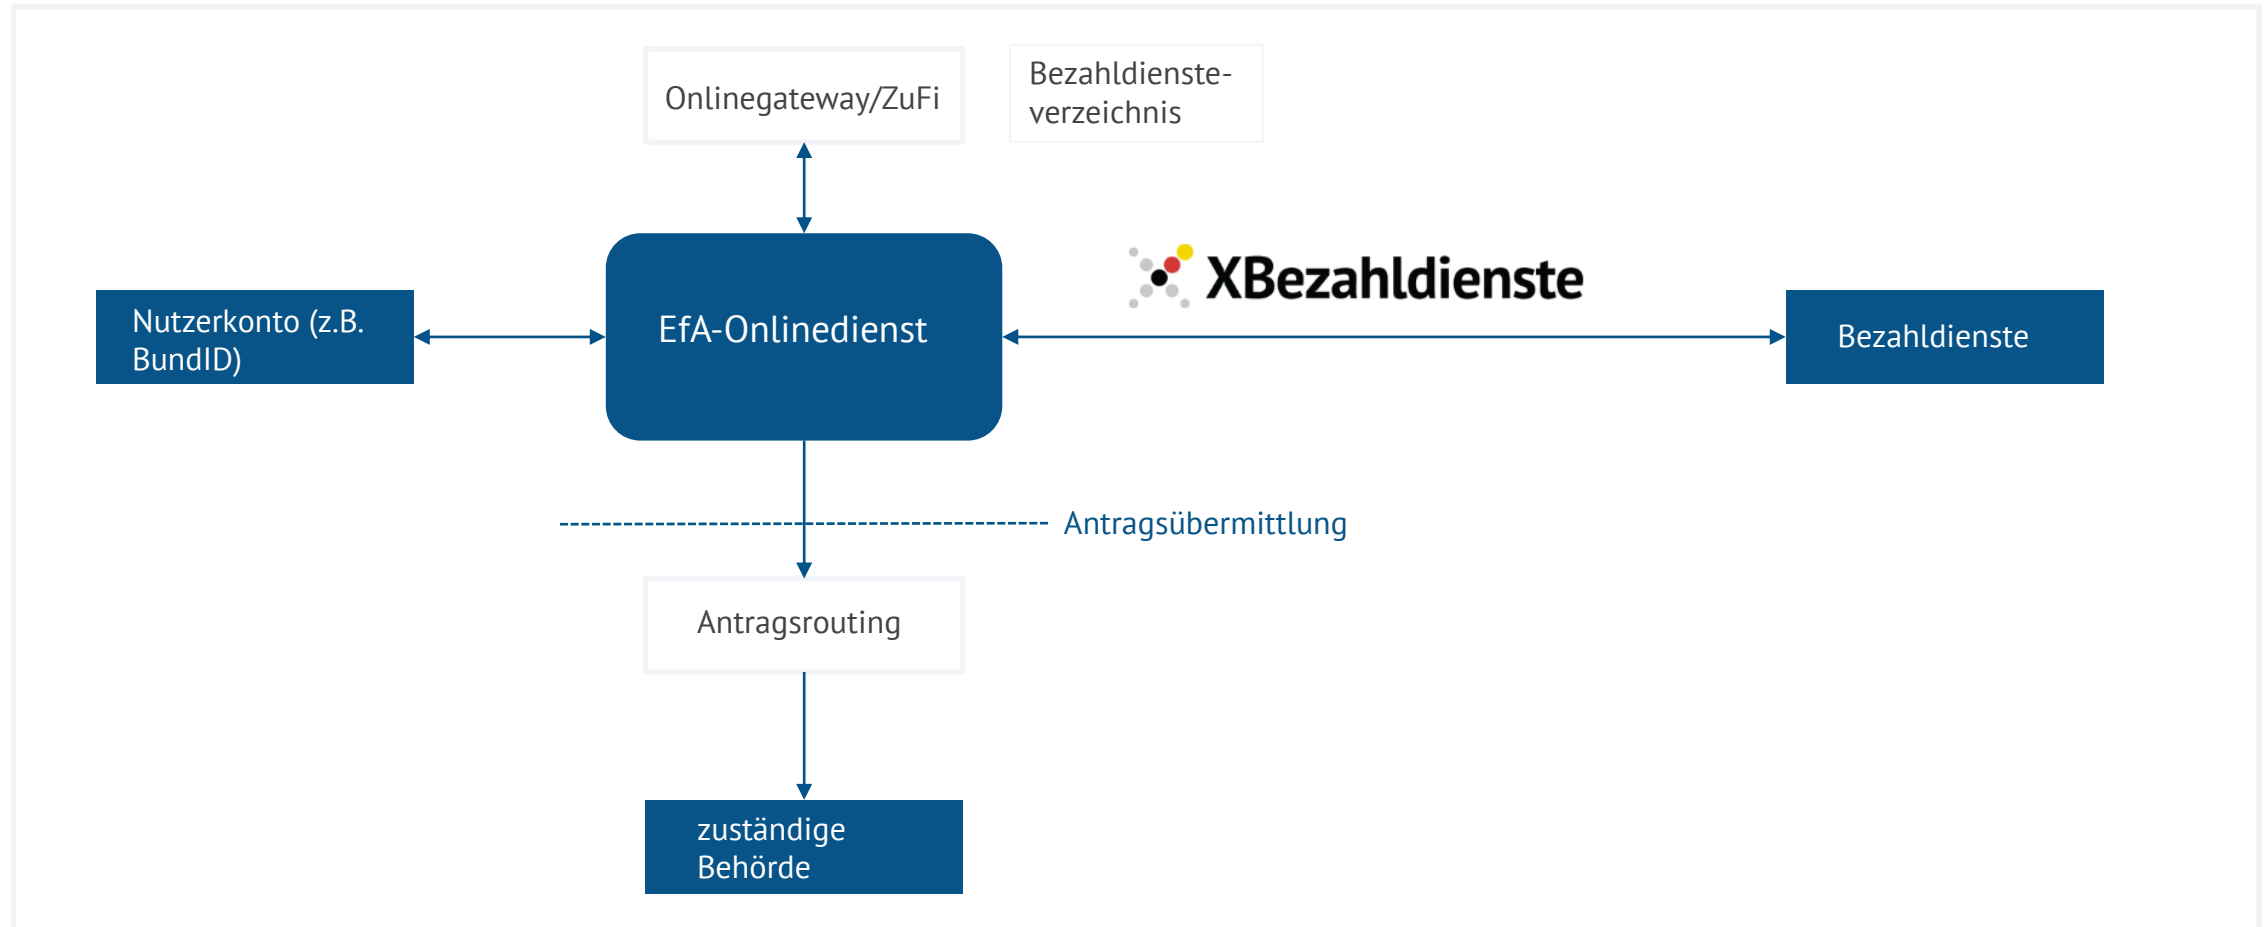 Onlinegateway/ZuFi
Bezahldienste-
verzeichnis
XBezahldienste
Nutzerkonto (z.B.
BundID)
EfA-Onlinedienst
Bezahldienste
Antragsübermittlung
Antragsrouting
zuständige
Behörde